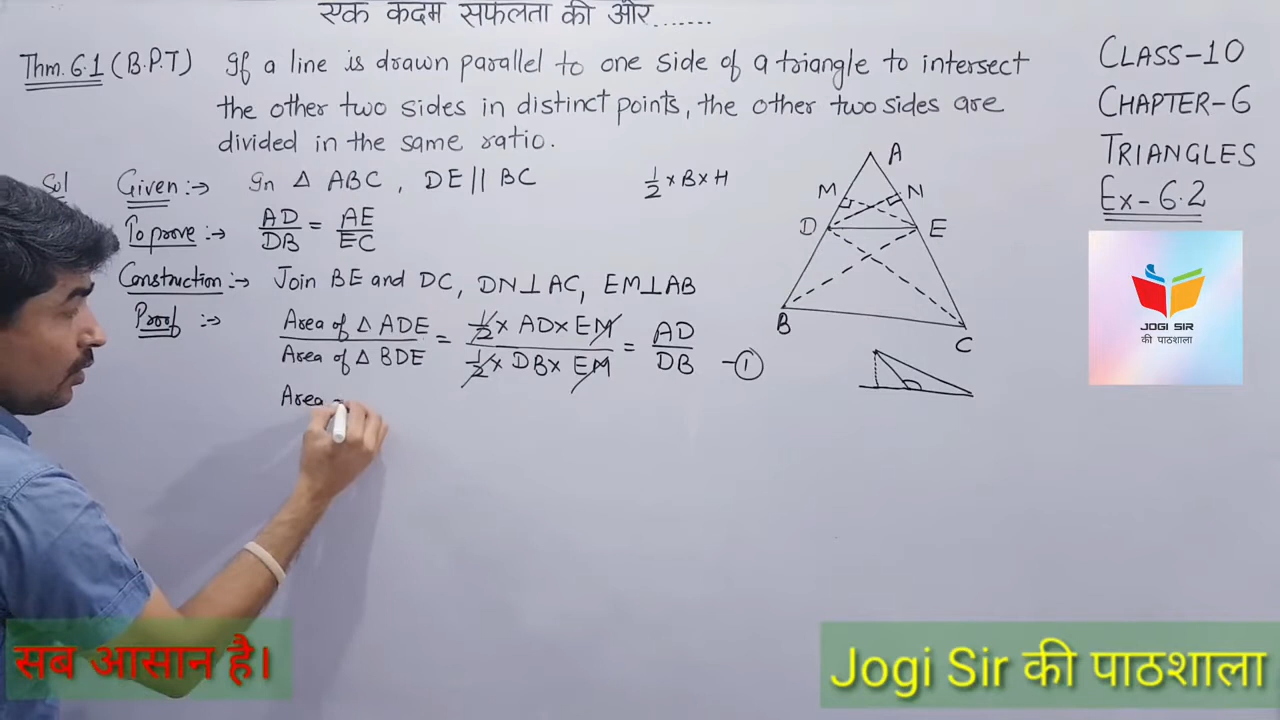 एक कदम सफलता की ओर.......
Thm. 6.1 (B.P.T) If a line is drawn parallel to one side of a triangle to intersect
the other two sides in distinct points, the other two sides are
divided in the same ratio.
Sol Given :→ In △ ABC , DE || BC
1/2 × B × H
To prove :→ AD/DB = AE/EC
Construction :→ Join BE and DC, DN⊥AC, EM⊥AB
Proof :→ Area of △ ADE / Area of △ BDE = 1/2 × AD × EM / 1/2 × DB × EM = AD/DB —①
Area
A
M N
D E
B
C
CLASS-10
CHAPTER-6
TRIANGLES
Ex-6.2
JOGI SIR
की पाठशाला
सब आसान है।
Jogi Sir की पाठशाला